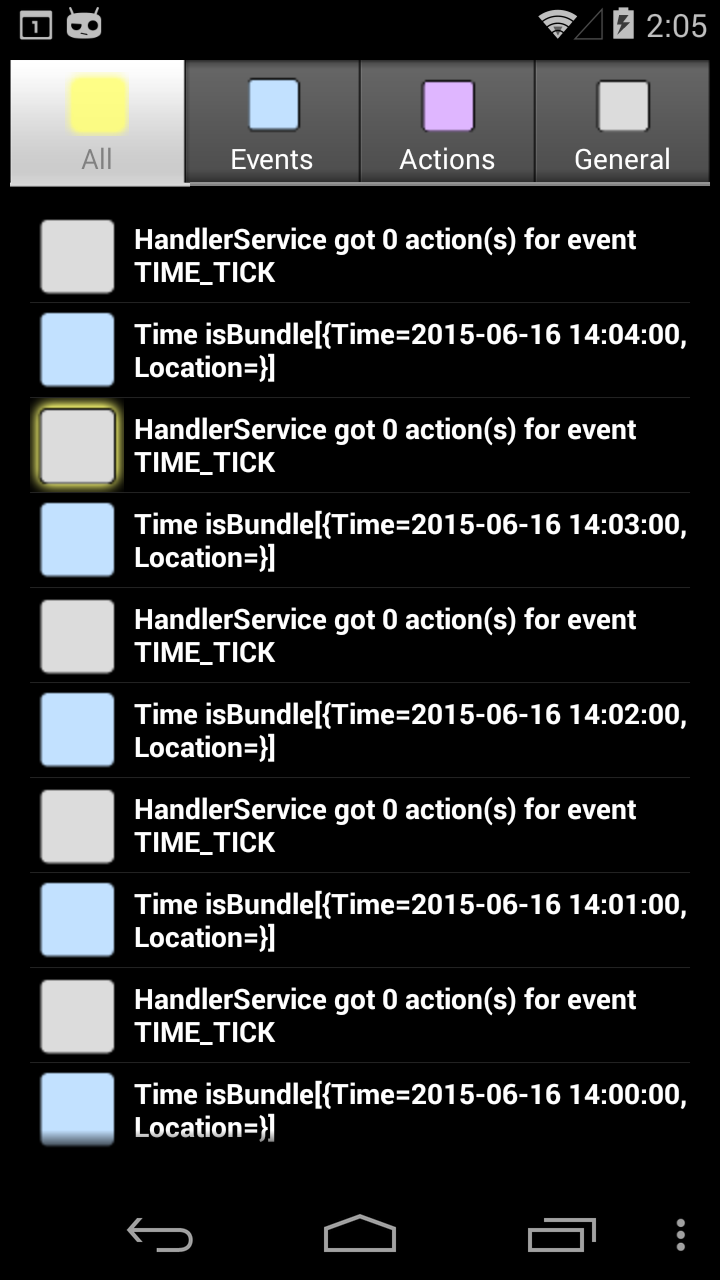 1
2:05
All
Events
Actions
General
HandlerService got 0 action(s) for event
TIME_TICK
Time isBundle[{Time=2015-06-16 14:04:00,
Location=}]
HandlerService got 0 action(s) for event
TIME_TICK
Time isBundle[{Time=2015-06-16 14:03:00,
Location=}]
HandlerService got 0 action(s) for event
TIME_TICK
Time isBundle[{Time=2015-06-16 14:02:00,
Location=}]
HandlerService got 0 action(s) for event
TIME_TICK
Time isBundle[{Time=2015-06-16 14:01:00,
Location=}]
HandlerService got 0 action(s) for event
TIME_TICK
Time isBundle[{Time=2015-06-16 14:00:00,
Location=}]